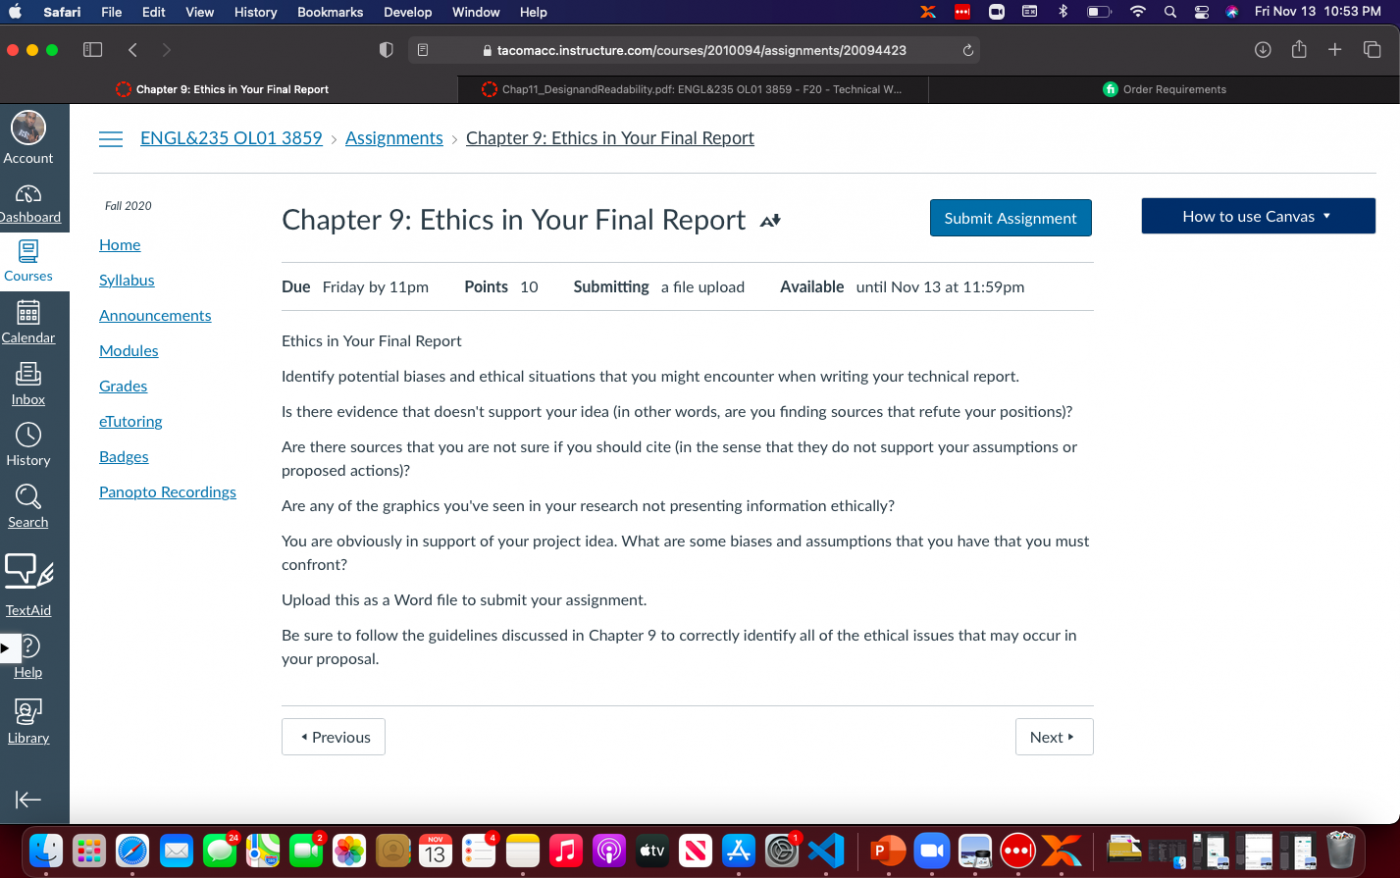 Safari File Edit View History Bookmarks Develop Window Help Fri Nov 13 10:53 PM
tacomacc.instructure.com/courses/2010094/assignments/20094423
Chapter 9: Ethics in Your Final Report
Chap11_DesignandReadability.pdf: ENGL&235 OL01 3859 - F20 - Technical W...
Order Requirements
Account
Dashboard
Courses
Calendar
Inbox
History
Search
TextAid
Help
Library
ENGL&235 OL01 3859 › Assignments › Chapter 9: Ethics in Your Final Report
Fall 2020
Home
Syllabus
Announcements
Modules
Grades
eTutoring
Badges
Panopto Recordings
Chapter 9: Ethics in Your Final Report
Submit Assignment
How to use Canvas
Due Friday by 11pm Points 10 Submitting a file upload Available until Nov 13 at 11:59pm
Ethics in Your Final Report
Identify potential biases and ethical situations that you might encounter when writing your technical report.
Is there evidence that doesn't support your idea (in other words, are you finding sources that refute your positions)?
Are there sources that you are not sure if you should cite (in the sense that they do not support your assumptions or
proposed actions)?
Are any of the graphics you've seen in your research not presenting information ethically?
You are obviously in support of your project idea. What are some biases and assumptions that you have that you must
confront?
Upload this as a Word file to submit your assignment.
Be sure to follow the guidelines discussed in Chapter 9 to correctly identify all of the ethical issues that may occur in
your proposal.
Previous
Next
24
2
NOV
13
4
tv
1